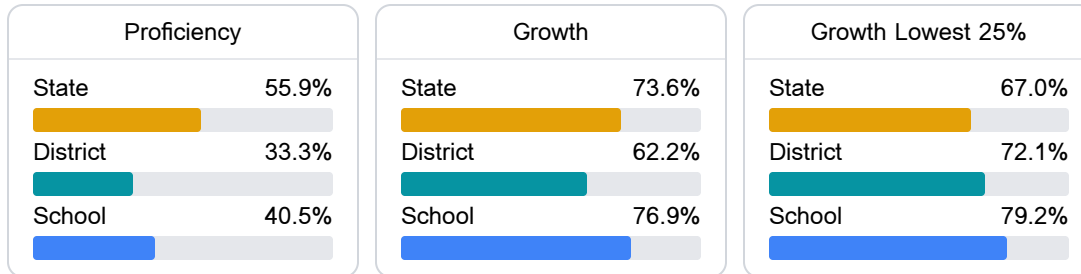 Proficiency
State 55.9%
District 33.3%
School 40.5%
Growth
State 73.6%
District 62.2%
School 76.9%
Growth Lowest 25%
State 67.0%
District 72.1%
School 79.2%